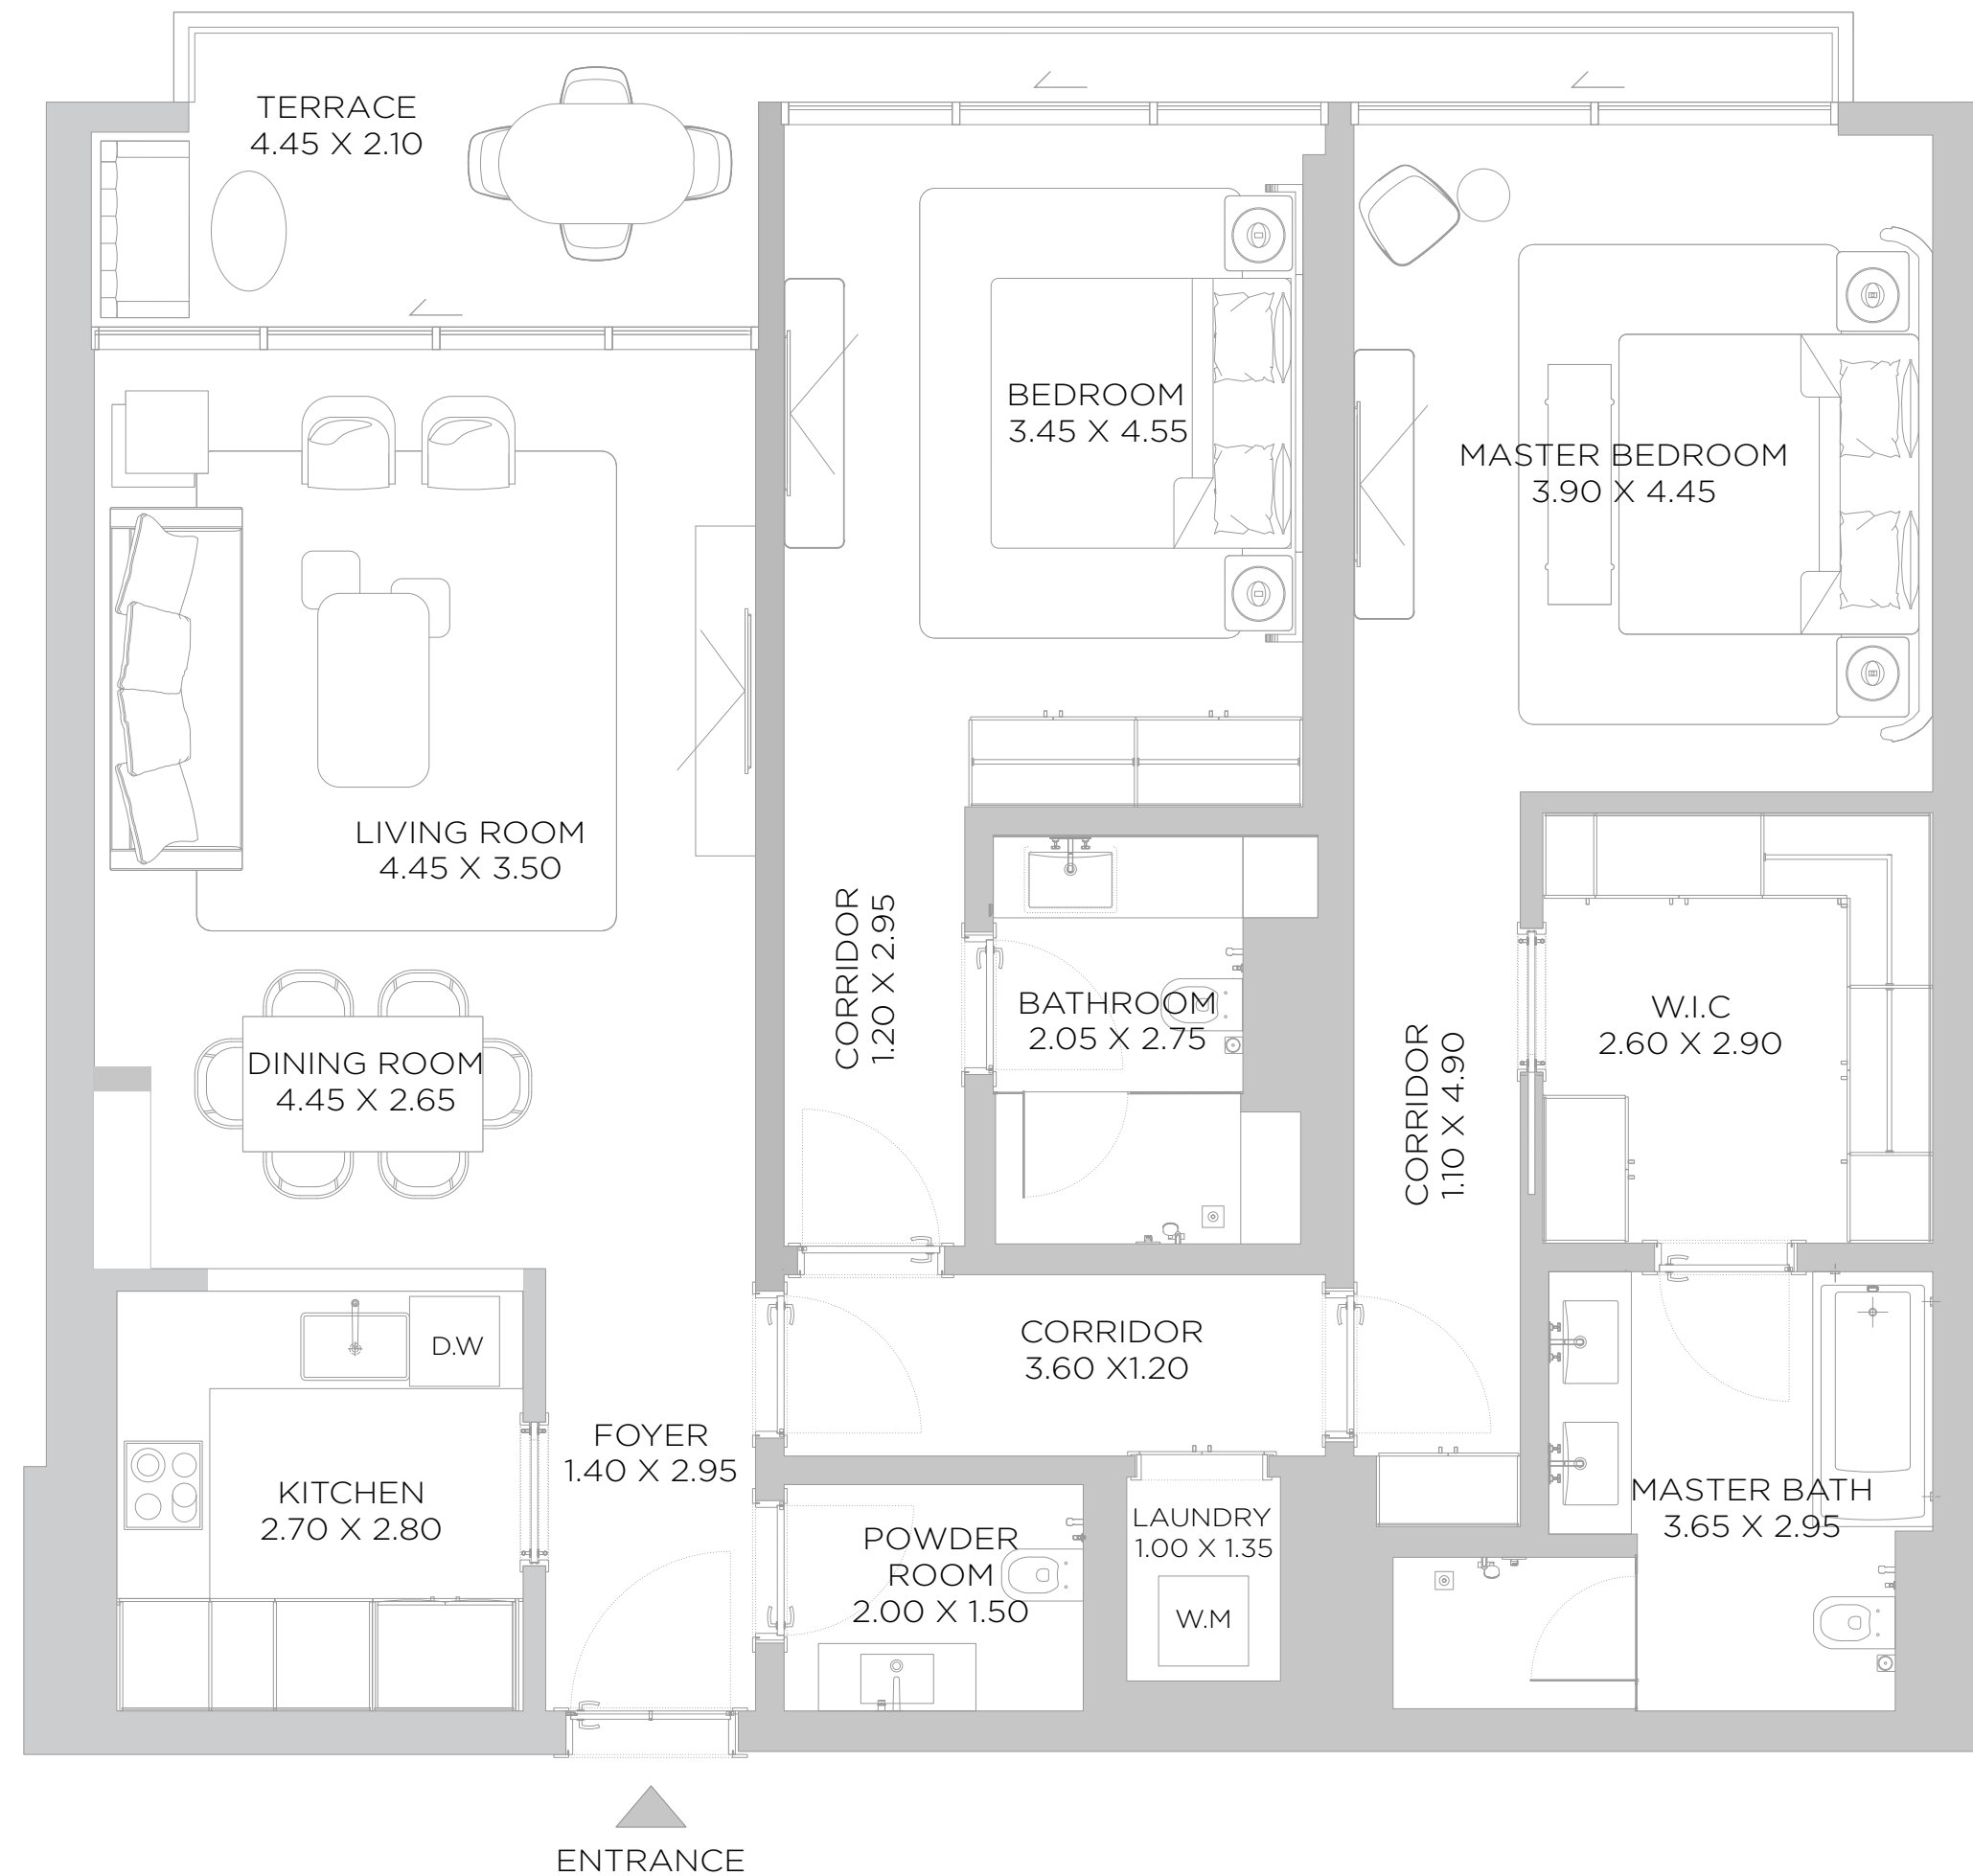 TERRACE
4.45 X 2.10
BEDROOM
3.45 X 4.55
MASTER BEDROOM
3.90 X 4.45
LIVING ROOM
4.45 X 3.50
CORRIDOR
1.20 X 2.95
BATHROOM
2.05 X 2.75
W.I.C
2.60 X 2.90
DINING ROOM
4.45 X 2.65
CORRIDOR
1.10 X 4.90
CORRIDOR
3.60 X1.20
D.W
FOYER
1.40 X 2.95
KITCHEN
2.70 X 2.80
POWDER
ROOM
2.00 X 1.50
LAUNDRY
1.00 X 1.35
W.M
MASTER BATH
3.65 X 2.95
ENTRANCE